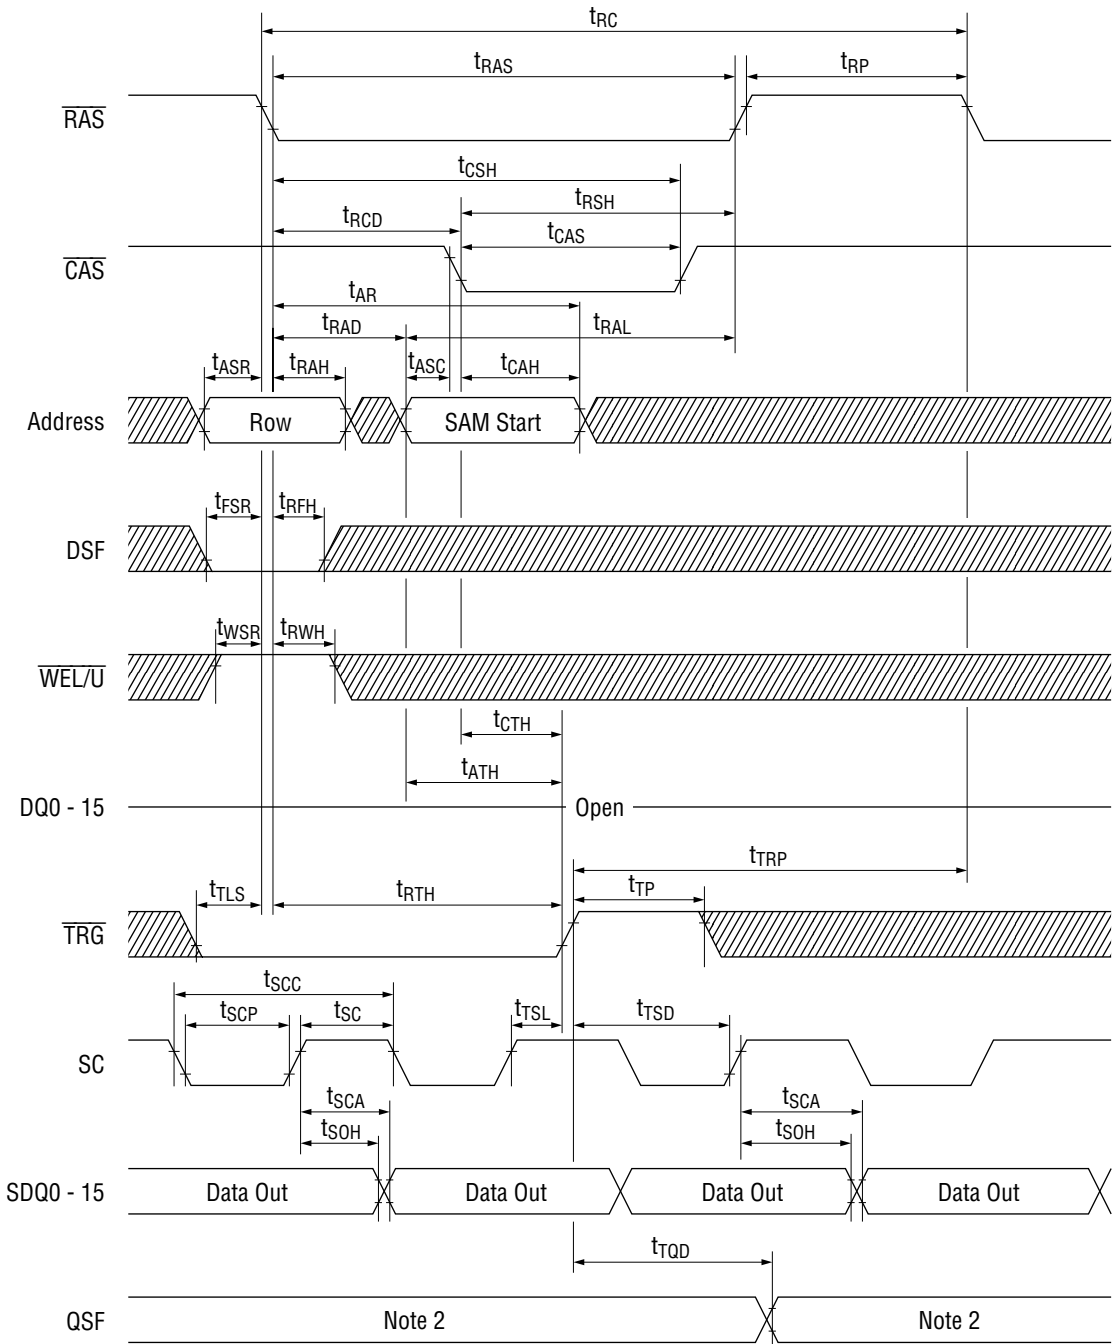 tRC
tRAS
tRP
RAS
tCSH
tRSH
tRCD
tCAS
CAS
tAR
tRAD
tRAL
tASR
tRAH
tASC
tCAH
Address
Row
SAM Start
tFSR
tRFH
DSF
tWSR
tRWH
WEL/U
tCTH
tATH
DQ0 - 15
Open
tTRP
tTLS
tRTH
tTP
TRG
tSCC
tSCP
tSC
tTSL
tTSD
SC
tSCA
tSCA
tSOH
tSOH
SDQ0 - 15
Data Out
Data Out
Data Out
Data Out
tTQD
QSF
Note 2
Note 2